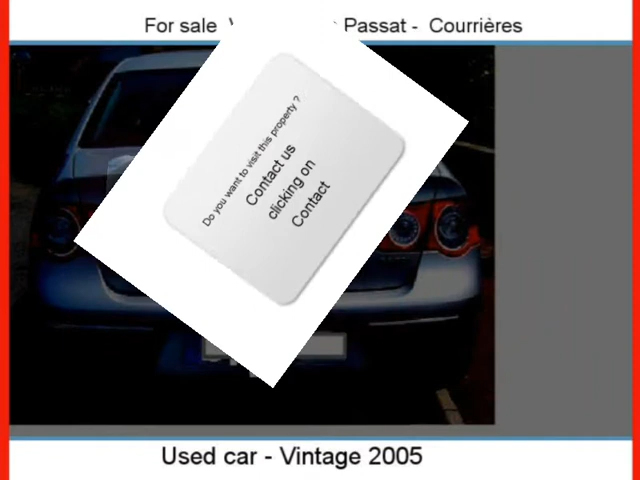 For sale Passat - Courrières
Do you want to visit this property ?
Contact us
clicking on
Contact
Used car - Vintage 2005